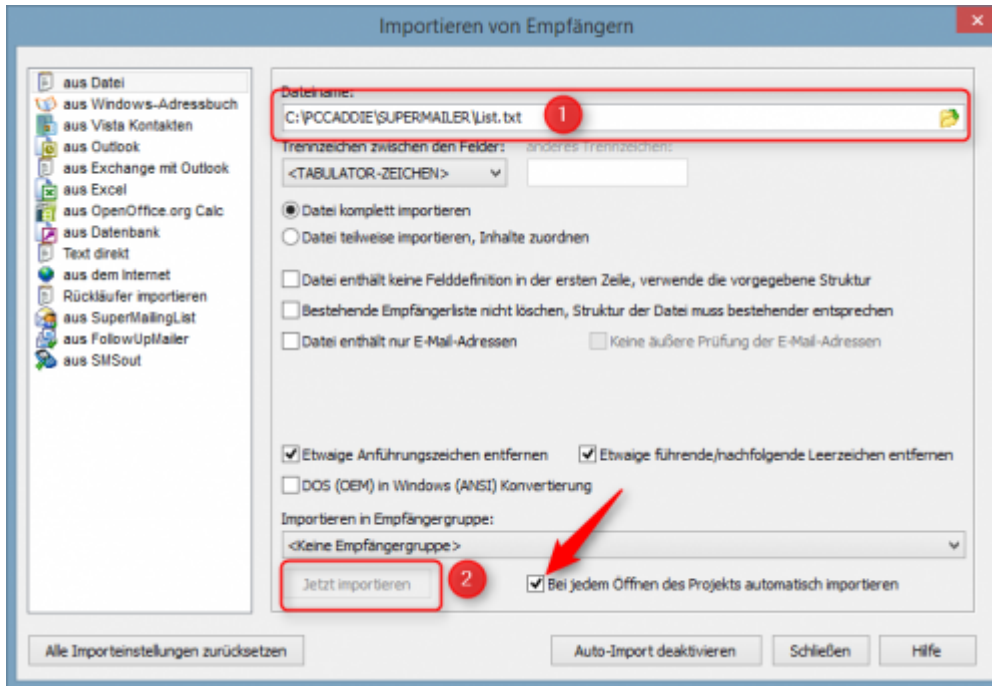 Importieren von Empfängern
aus Datei
aus Windows-Adressbuch
aus Vista Kontakten
aus Outlook
aus Exchange mit Outlook
aus Excel
aus OpenOffice.org Calc
aus Datenbank
Text direkt
aus dem Internet
Rückläufer importieren
aus SuperMailingList
aus FollowUpMailer
aus SMSout
Dateiname:
C:\PCCADDIE\SUPERMAILER\List.txt
1
Trennzeichen zwischen den Felder: anderes Trennzeichen:
<TABULATOR-ZEICHEN>
Datei komplett importieren
Datei teilweise importieren, Inhalte zuordnen
Datei enthält keine Felddefinition in der ersten Zeile, verwende die vorgegebene Struktur
Bestehende Empfängerliste nicht löschen, Struktur der Datei muss bestehender entsprechen
Datei enthält nur E-Mail-Adressen Keine äußere Prüfung der E-Mail-Adressen
Etwaige Anführungszeichen entfernen Etwaige führende/nachfolgende Leerzeichen entfernen
DOS (OEM) in Windows (ANSI) Konvertierung
Importieren in Empfängergruppe:
<Keine Empfängergruppe>
Jetzt importieren 2 Bei jedem Öffnen des Projekts automatisch importieren
Alle Importeinstellungen zurücksetzen Auto-Import deaktivieren Schließen Hilfe